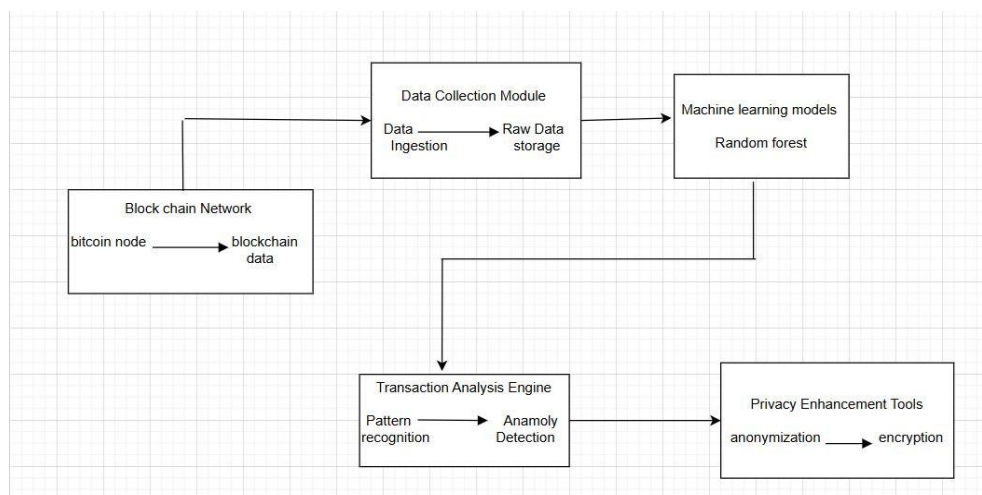 Data Collection Module
Data
Ingestion
Raw Data
storage
Machine learning models
Random forest
Block chain Network
bitcoin node
blockchain
data
Transaction Analysis Engine
Pattern
recognition
Anamoly
Detection
Privacy Enhancement Tools
anonymization
encryption